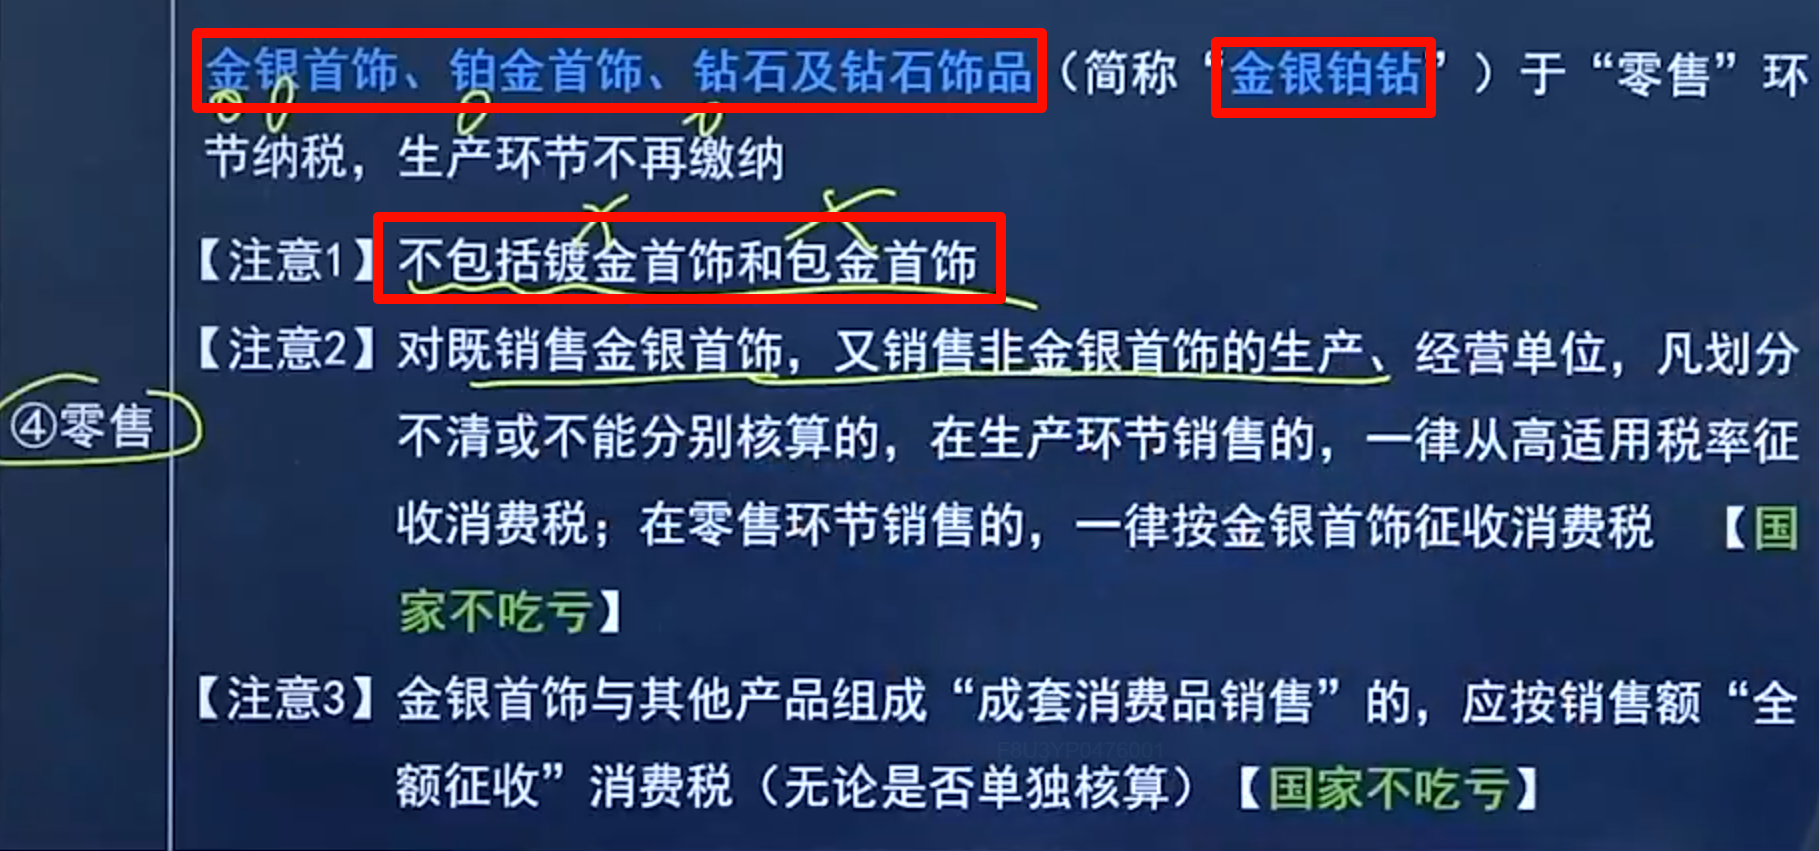 金银首饰、铂金首饰、钻石及钻石饰品（简称“金银铂钻”）于“零售”环
节纳税，生产环节不再缴纳
【注意1】不包括镀金首饰和包金首饰
【注意2】对既销售金银首饰，又销售非金银首饰的生产、经营单位，凡划分
④零售
不清或不能分别核算的，在生产环节销售的，一律从高适用税率征
收消费税；在零售环节销售的，一律按金银首饰征收消费税 【国
家不吃亏】
【注意3】金银首饰与其他产品组成“成套消费品销售”的，应按销售额“全
F8U3YP0476001
额征收”消费税（无论是否单独核算）【国家不吃亏】